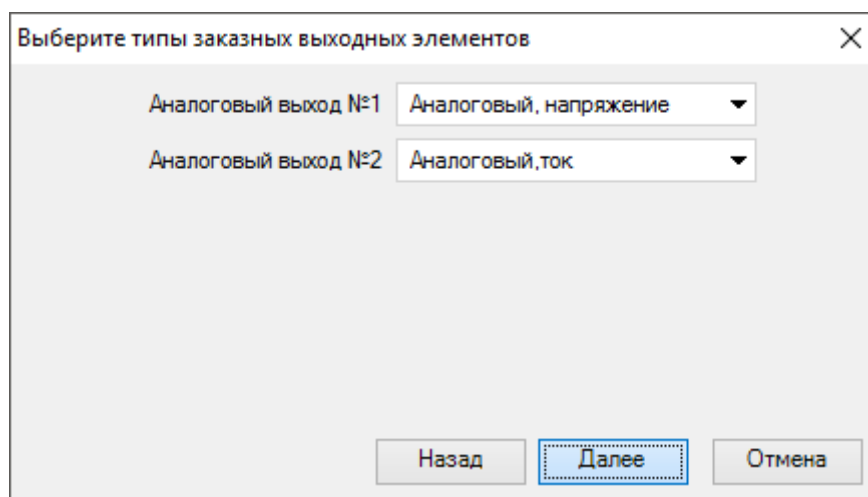 Выберите типы заказных выходных элементов
Аналоговый выход №1 Аналоговый, напряжение
Аналоговый выход №2 Аналоговый,ток
Назад Далее Отмена